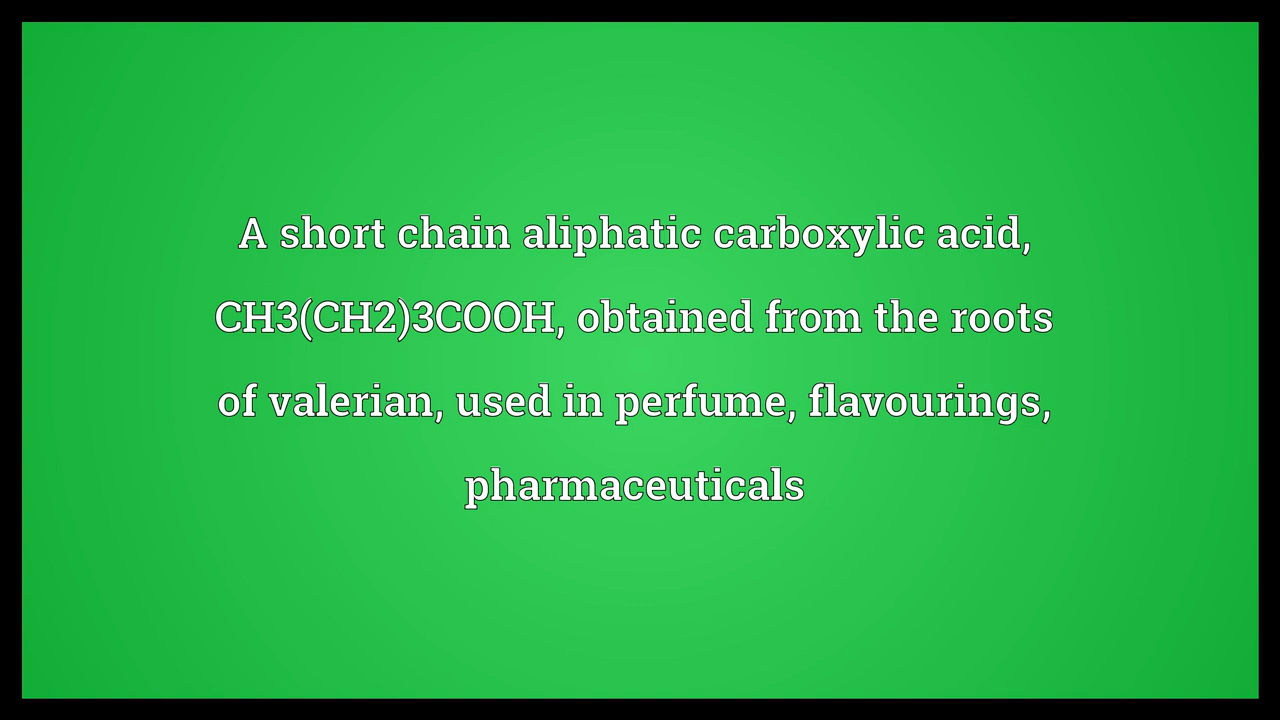 A short chain aliphatic carboxylic acid,
CH3(CH2)3COOH, obtained from the roots
of valerian, used in perfume, flavourings,
pharmaceuticals